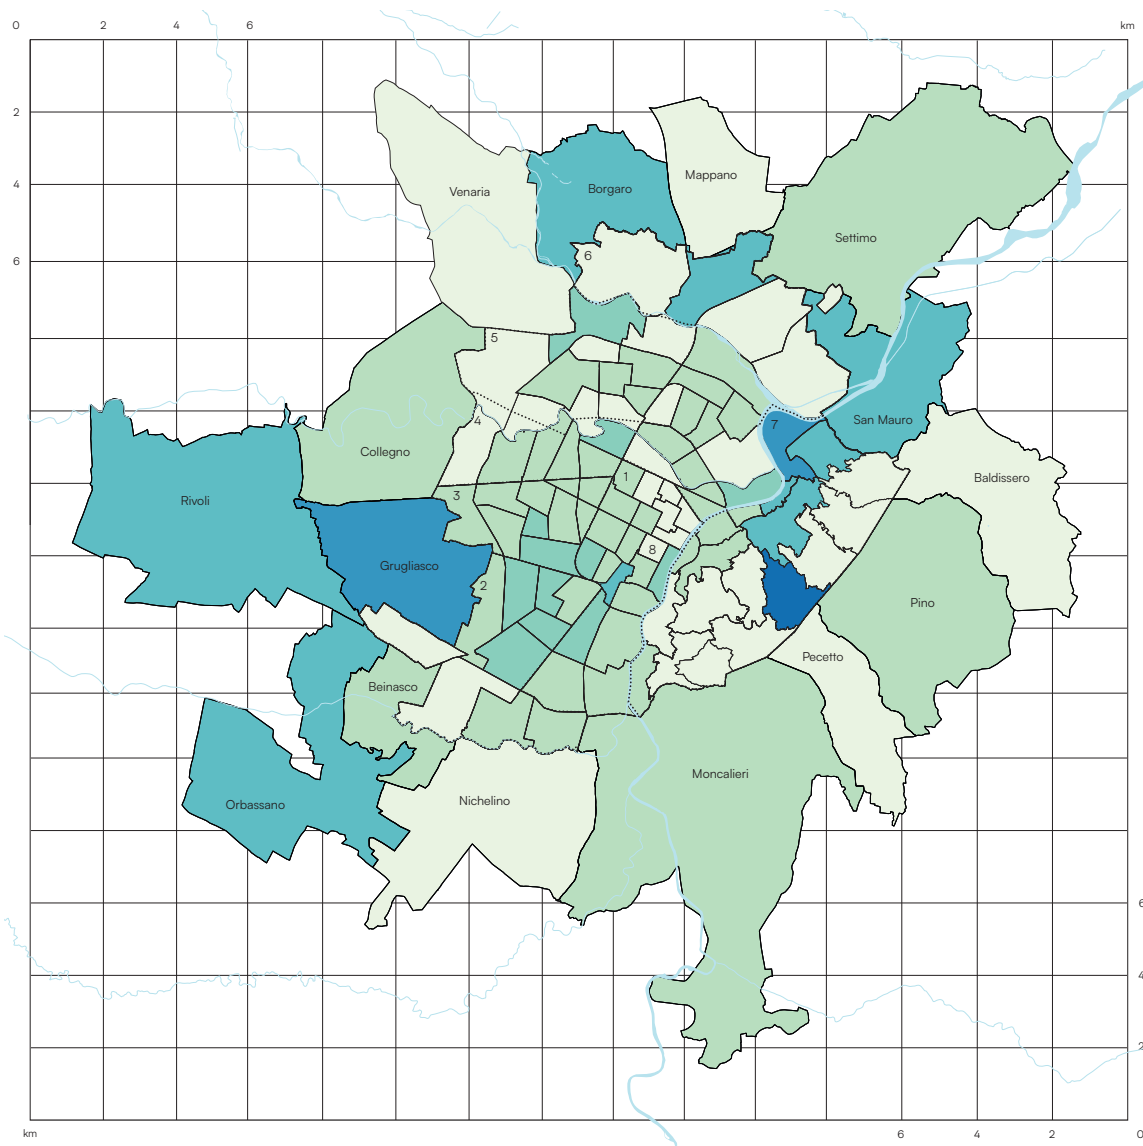 0 2 4 6 km
2
Mappano
4
Venaria
Borgaro
Settimo
6
6
5
4
7
San Mauro
Collegno
1
Baldissero
3
Rivoli
8
Grugliasco
2
Pino
Pecetto
Beinasco
Moncalieri
Nichelino
Orbassano
6
4
2
km 6 4 2 0